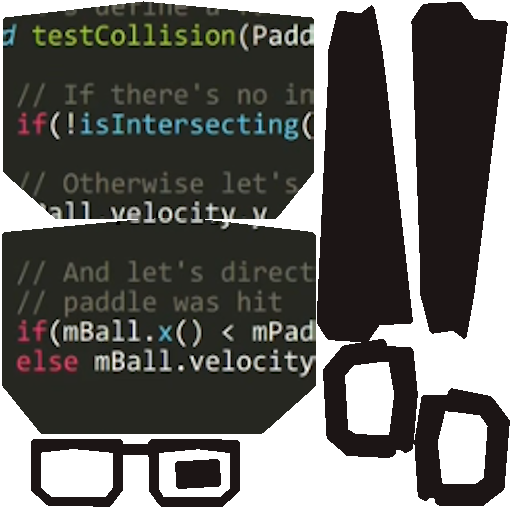 d testCollision(Padd
// If there's no in
if(!isIntersecting(
// Otherwise let's
Ball.velocity.y
// And let's direct
// paddle was hit
if(mBall.x() < mPad
else mBall.velocity